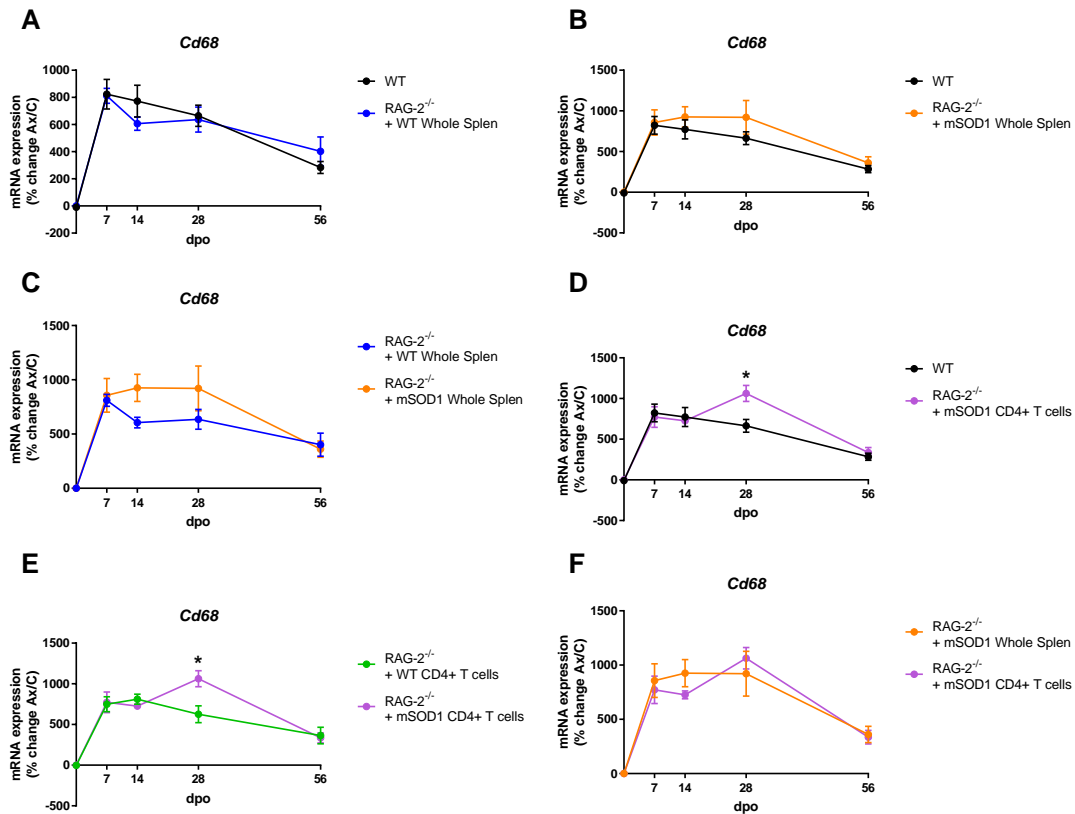 A
Cd68
mRNA expression
(% change Ax/C)
1000
800
600
400
200
0
-200
7 14 28 56
dpo
WT
RAG-2-/-
+ WT Whole Splen
B
Cd68
mRNA expression
(% change Ax/C)
1500
1000
500
0
-500
7 14 28 56
dpo
WT
RAG-2-/-
+ mSOD1 Whole Splen
C
Cd68
mRNA expression
(% change Ax/C)
1500
1000
500
0
7 14 28 56
dpo
RAG-2-/-
+ WT Whole Splen
RAG-2-/-
+ mSOD1 Whole Splen
D
Cd68
mRNA expression
(% change Ax/C)
1500
1000
500
0
-500
*
7 14 28 56
dpo
WT
RAG-2-/-
+ mSOD1 CD4+ T cells
E
Cd68
mRNA expression
(% change Ax/C)
1500
1000
500
0
-500
*
7 14 28 56
dpo
RAG-2-/-
+ WT CD4+ T cells
RAG-2-/-
+ mSOD1 CD4+ T cells
F
Cd68
mRNA expression
(% change Ax/C)
1500
1000
500
0
7 14 28 56
dpo
RAG-2-/-
+ mSOD1 Whole Splen
RAG-2-/-
+ mSOD1 CD4+ T cells